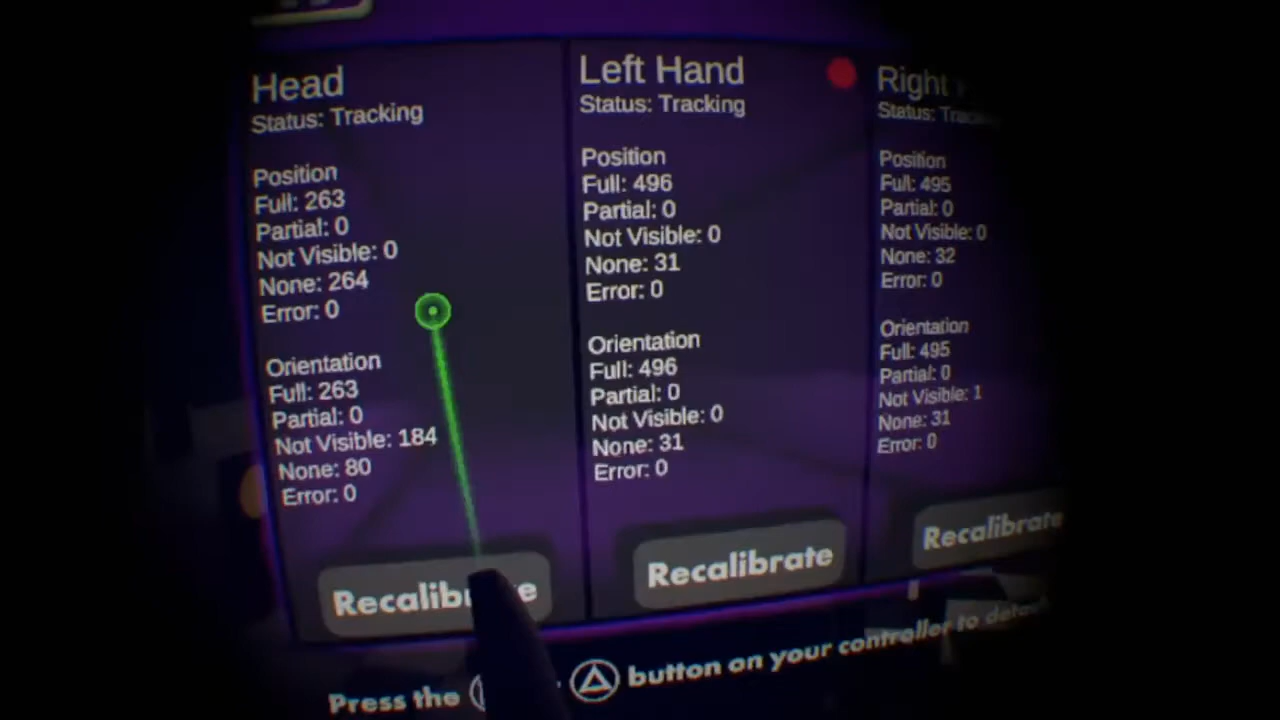 Head
Status: Tracking
Position
Full: 263
Partial: 0
Not Visible: 0
None: 264
Error: 0
Orientation
Full: 263
Partial: 0
Not Visible: 184
None: 80
Error: 0
Left Hand
Status: Tracking
Position
Full: 496
Partial: 0
Not Visible: 0
None: 31
Error: 0
Orientation
Full: 496
Partial: 0
Not Visible: 0
None: 31
Error: 0
Recalibrate
Right
Status:
Position
Full: 495
Partial: 0
Not Visible: 0
None: 32
Error: 0
Orientation
Full: 495
Partial: 0
Not Visible: 1
None: 31
Error: 0
Recalibrate
Press the
button on your controller to